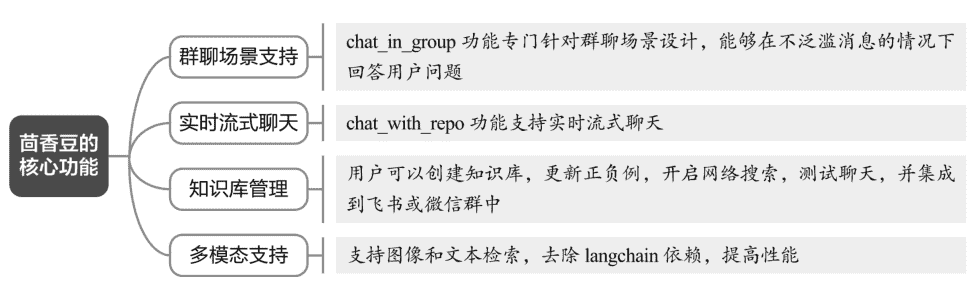 茴香豆的
核心功能
群聊场景支持
chat_in_group 功能专门针对群聊场景设计，能够在不泛滥消息的情况下
回答用户问题
实时流式聊天
chat_with_repo 功能支持实时流式聊天
知识库管理
用户可以创建知识库，更新正负例，开启网络搜索，测试聊天，并集成
到飞书或微信群中
多模态支持
支持图像和文本检索，去除 langchain 依赖，提高性能